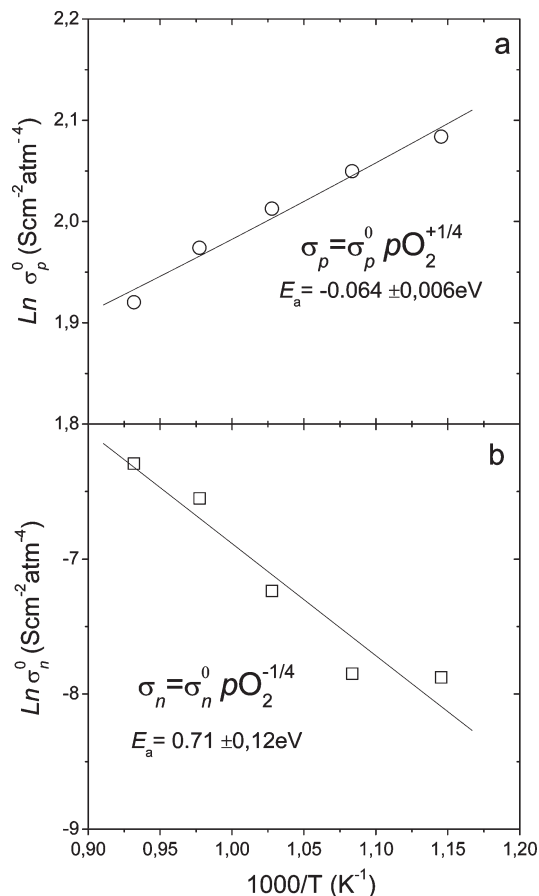 a
2,2
2,1
2,0
1,9
1,8
Ln σₚ⁰ (Scm⁻²atm⁻⁴)
σₚ=σₚ⁰ pO₂⁺¹/⁴
Eₐ= -0.064 ±0,006eV
b
-7
-8
-9
Ln σₙ⁰ (Scm⁻²atm⁻⁴)
σₙ=σₙ⁰ pO₂⁻¹/⁴
Eₐ= 0.71 ±0,12eV
0,90 0,95 1,00 1,05 1,10 1,15 1,20
1000/T (K⁻¹)